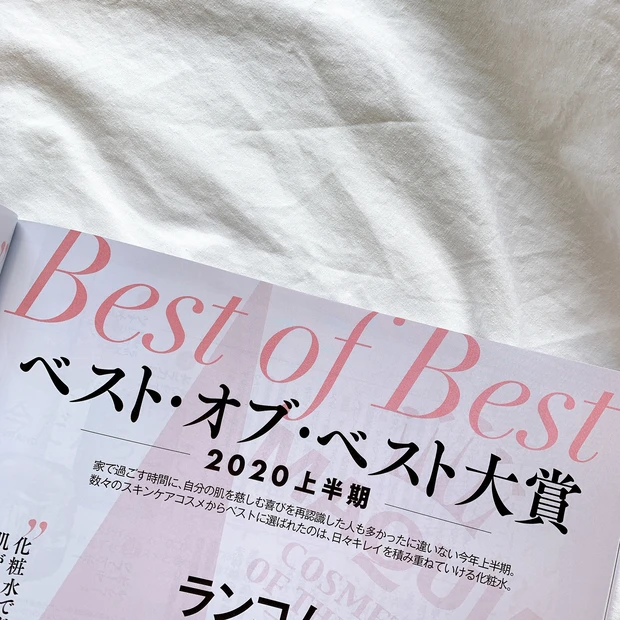 Best of Best
ベスト・オブ・ベスト大賞
2020上半期
家で過ごす時間に、自分の肌を慈しむ喜びを再認識した人も多かったに違いない今年上半期。
数々のスキンケアコスメからベストに選ばれたのは、日々キレイを積み重ねていける化粧水。
化粧水で
肌が
ランコム